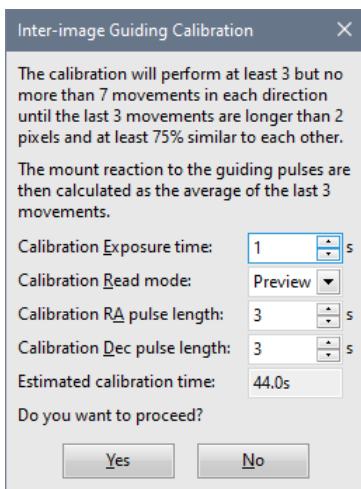 Inter-image Guiding Calibration
The calibration will perform at least 3 but no
more than 7 movements in each direction
until the last 3 movements are longer than 2
pixels and at least 75% similar to each other.
The mount reaction to the guiding pulses are
then calculated as the average of the last 3
movements.
Calibration Exposure time: 1 s
Calibration Read mode: Preview
Calibration RA pulse length: 3 s
Calibration Dec pulse length: 3 s
Estimated calibration time: 44.0s
Do you want to proceed?
Yes No